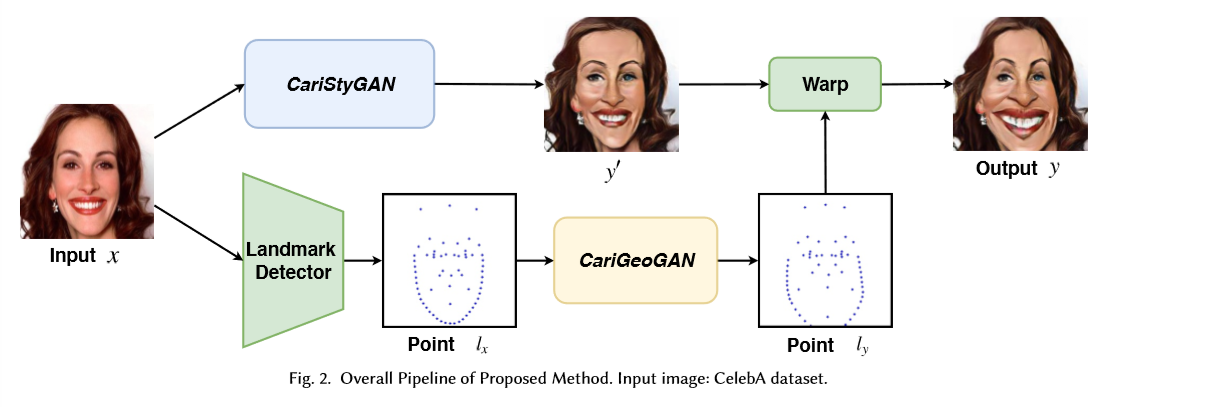 CariStyGAN
Warp
y′
Output y
Input x
Landmark
Detector
CariGeoGAN
Point l_x
Point l_y
Fig. 2. Overall Pipeline of Proposed Method. Input image: CelebA dataset.